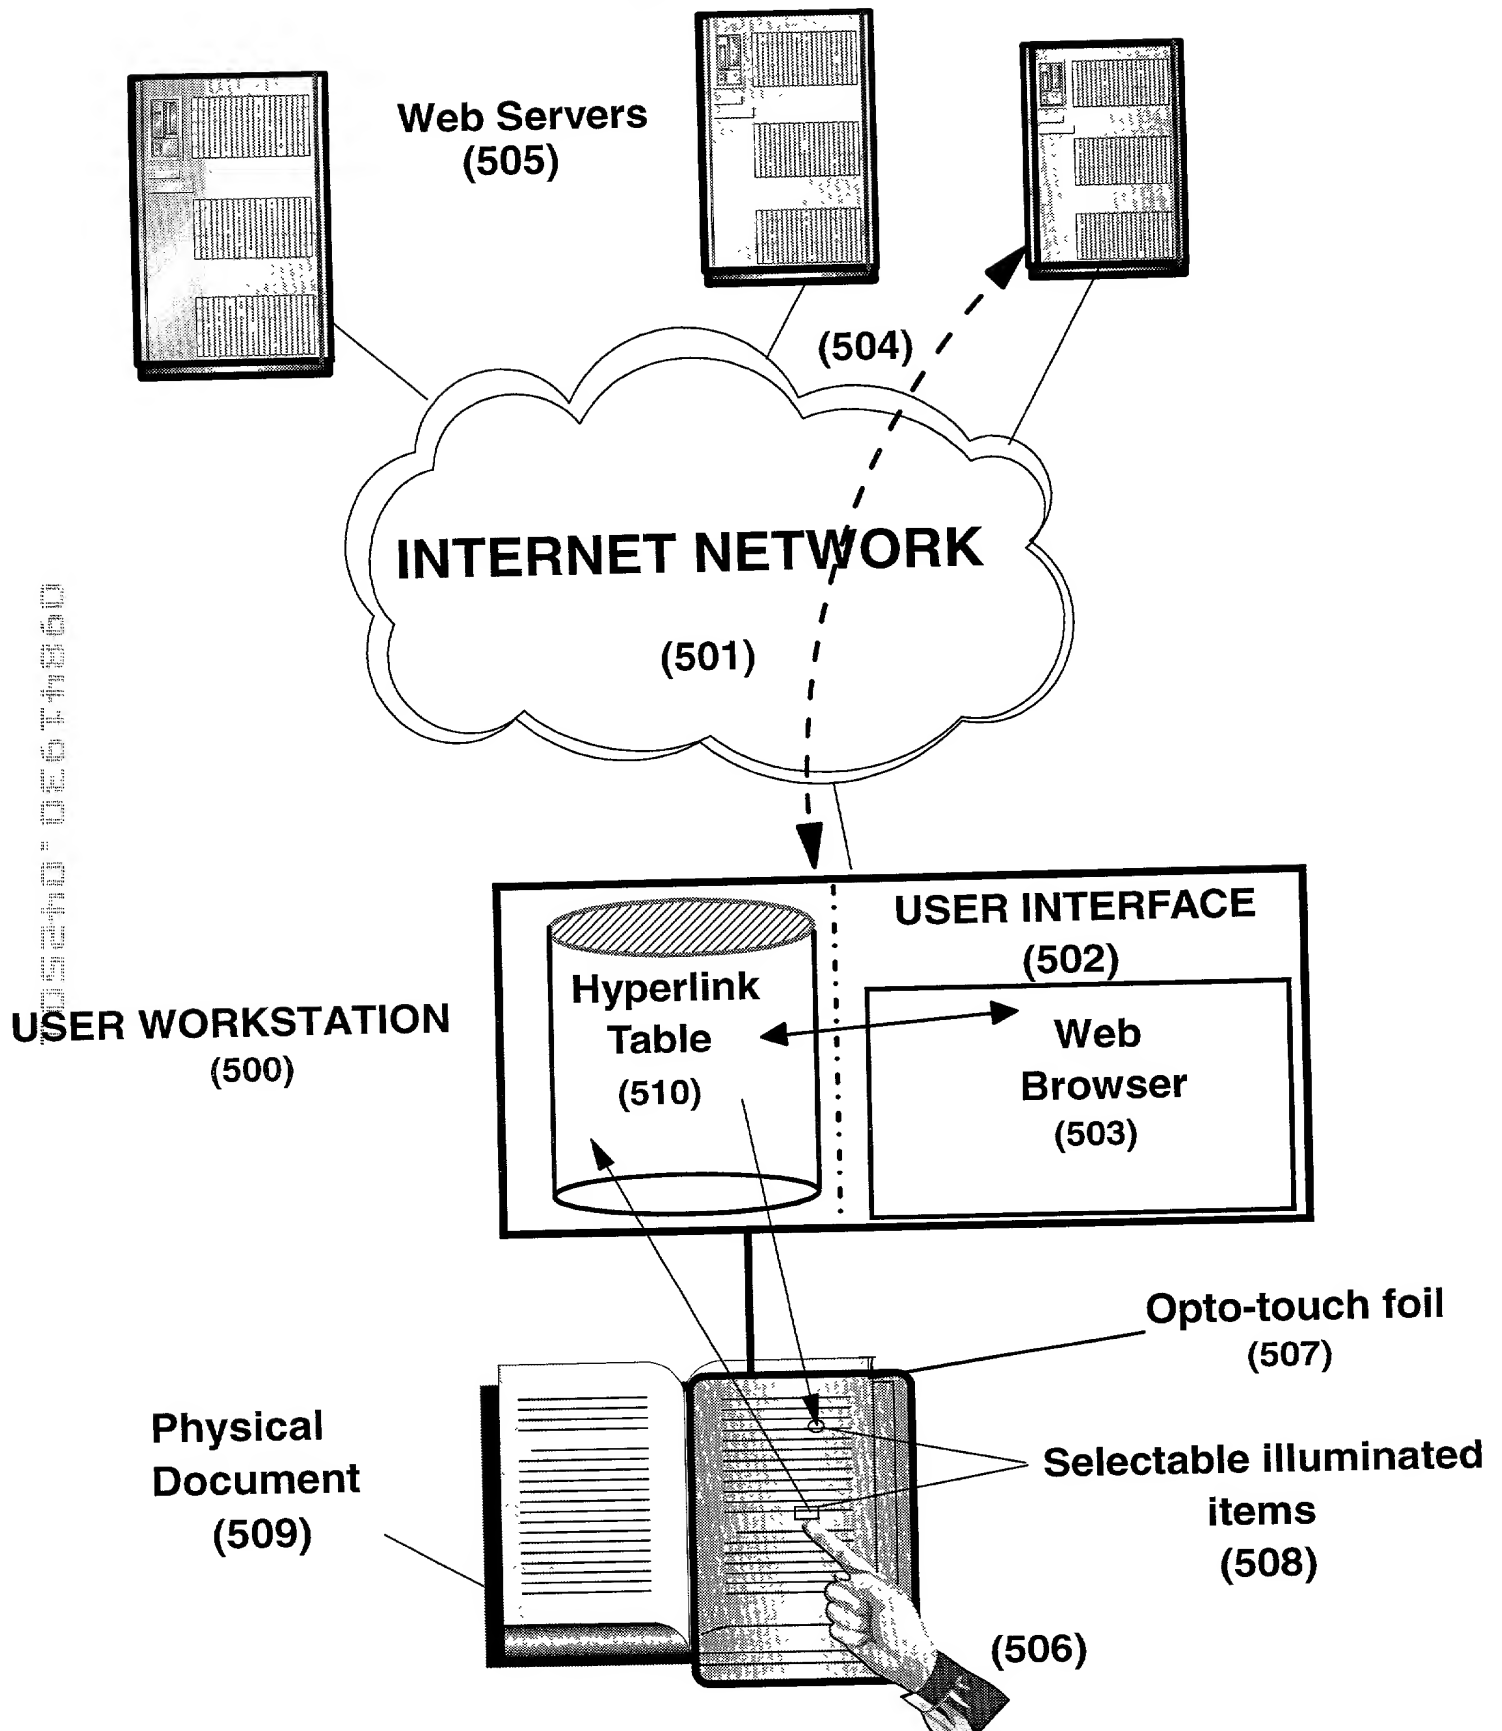 Web Servers
(505)
(504)
INTERNET NETWORK
(501)
USER INTERFACE
(502)
Hyperlink
Table
(510)
Web
Browser
(503)
USER WORKSTATION
(500)
Opto-touch foil
(507)
Physical
Document
(509)
Selectable illuminated
items
(508)
(506)